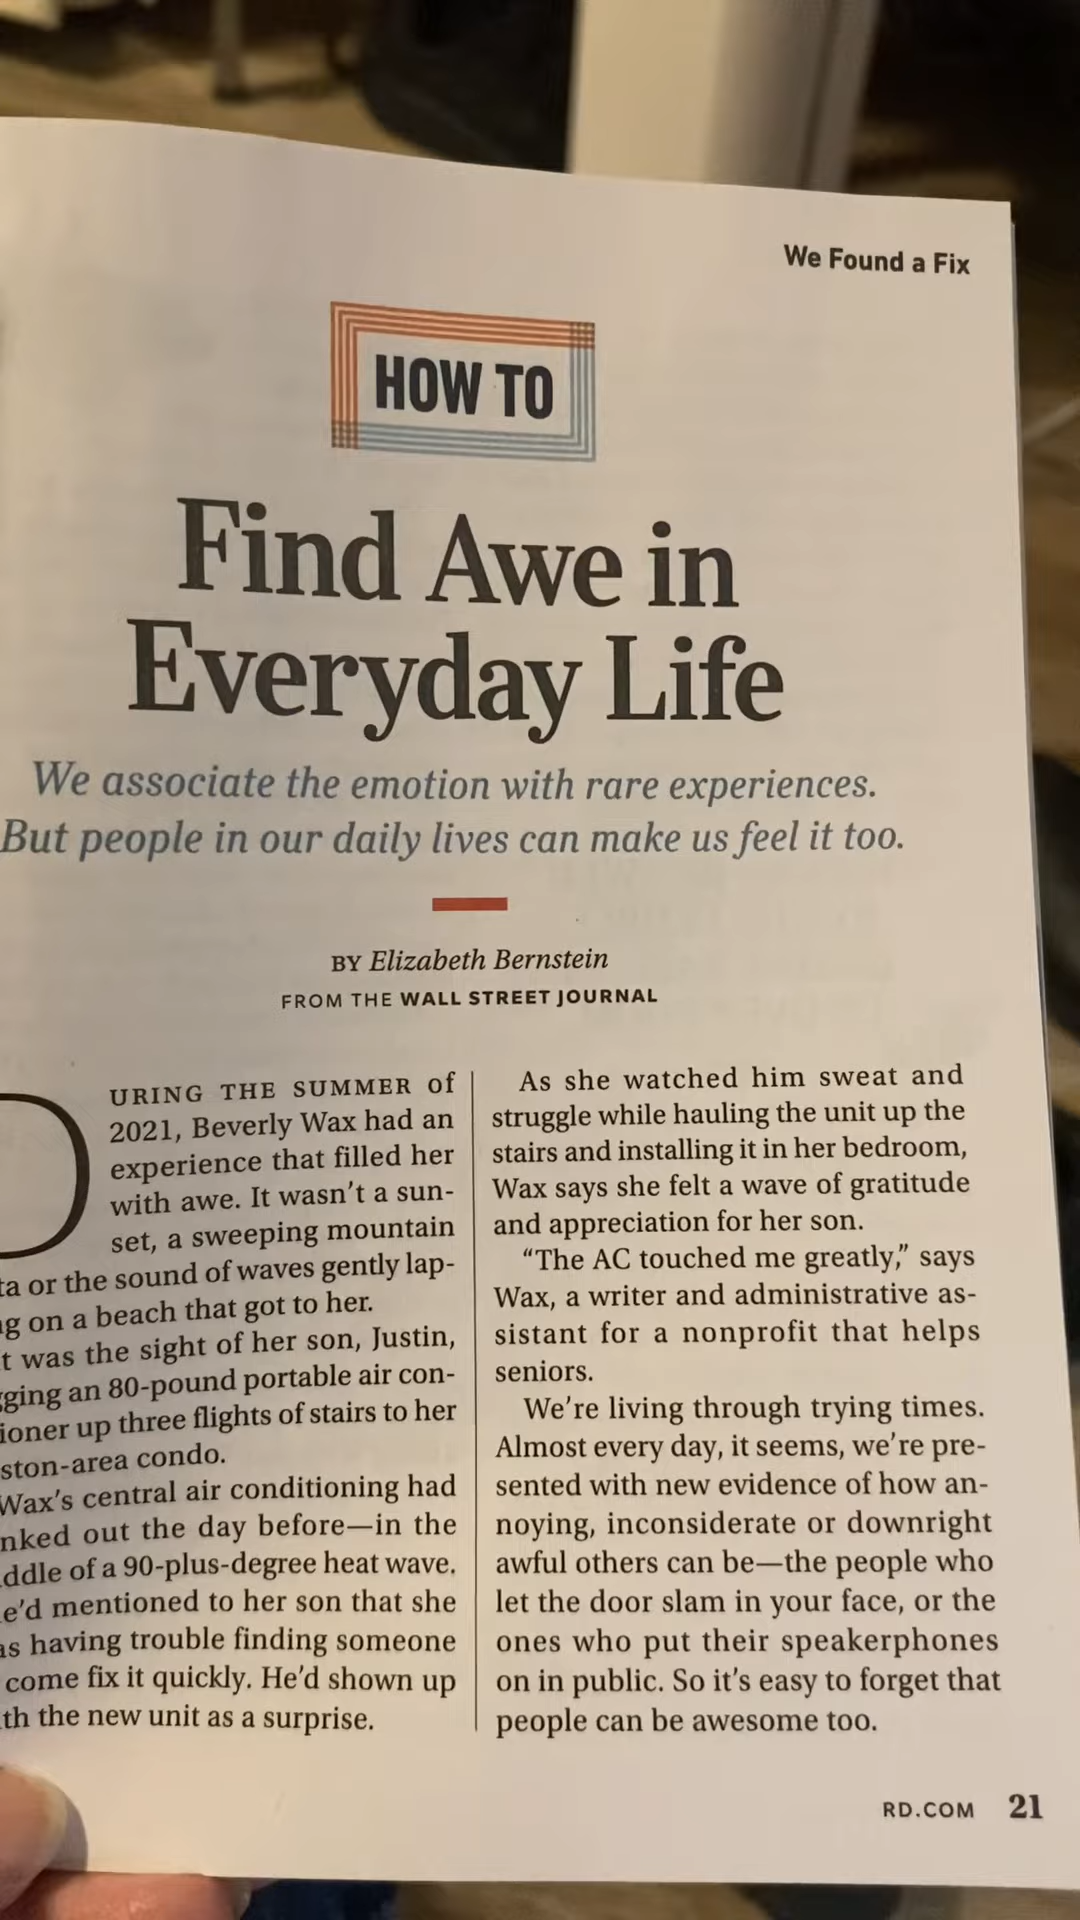 We Found a Fix
HOW TO
Find Awe in
Everyday Life
We associate the emotion with rare experiences.
But people in our daily lives can make us feel it too.
BY Elizabeth Bernstein
FROM THE WALL STREET JOURNAL
DURING THE SUMMER of
2021, Beverly Wax had an
experience that filled her
with awe. It wasn't a sun-
set, a sweeping mountain
or the sound of waves gently lap-
on a beach that got to her.
was the sight of her son, Justin,
an 80-pound portable air con-
up three flights of stairs to her
condo.
Wax's central air conditioning had
out the day before—in the
of a 90-plus-degree heat wave.
mentioned to her son that she
having trouble finding someone
come fix it quickly. He'd shown up
the new unit as a surprise.
As she watched him sweat and
struggle while hauling the unit up the
stairs and installing it in her bedroom,
Wax says she felt a wave of gratitude
and appreciation for her son.
“The AC touched me greatly,” says
Wax, a writer and administrative as-
sistant for a nonprofit that helps
seniors.
We're living through trying times.
Almost every day, it seems, we're pre-
sented with new evidence of how an-
noying, inconsiderate or downright
awful others can be—the people who
let the door slam in your face, or the
ones who put their speakerphones
on in public. So it's easy to forget that
people can be awesome too.
RD.COM 21